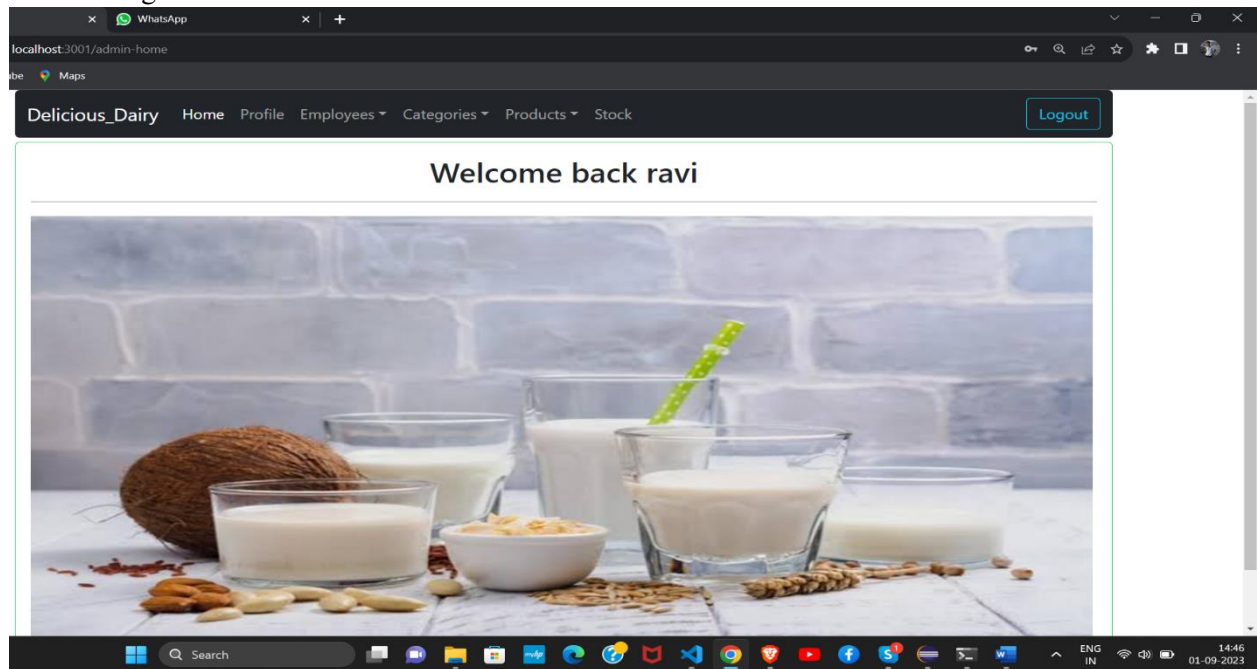 WhatsApp
localhost:3001/admin-home
Maps
Delicious_Dairy Home Profile Employees Categories Products Stock Logout
Welcome back ravi
Search
ENG
IN
14:46
01-09-2023